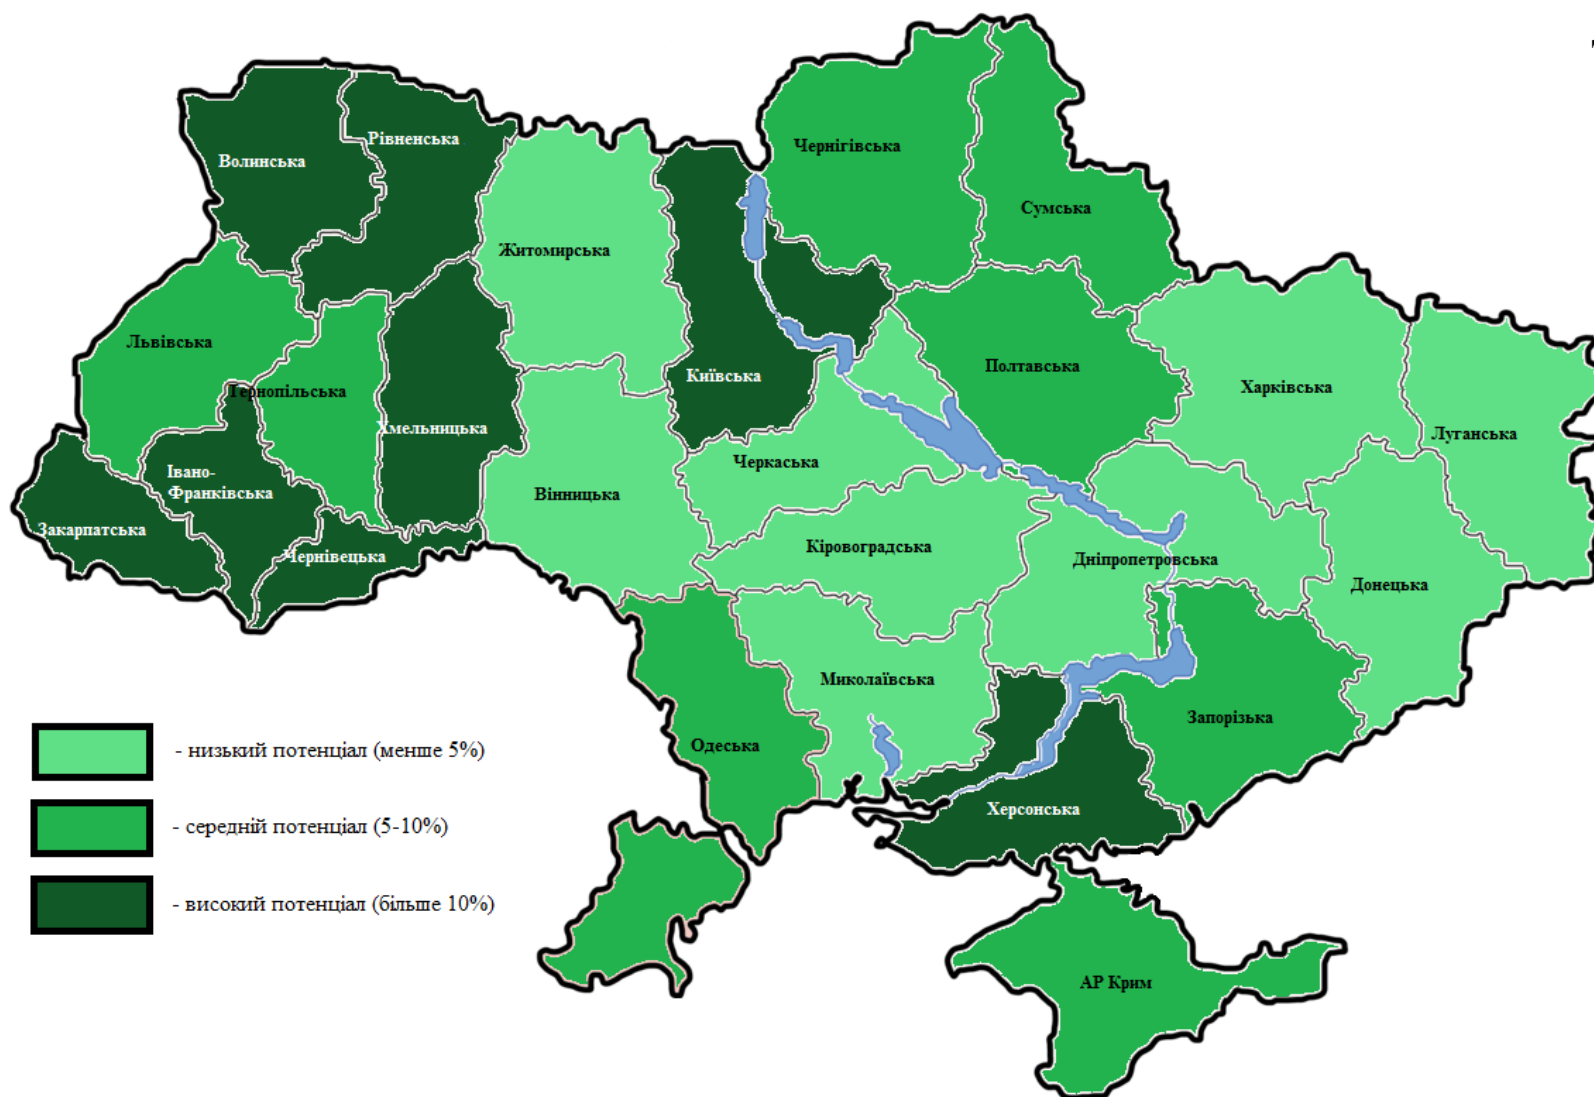 Волинська
Рівненська
Житомирська
Чернігівська
Сумська
Львівська
Тернопільська
Хмельницька
Київська
Полтавська
Харківська
Луганська
Івано-
Франківська
Закарпатська
Чернівецька
Вінницька
Черкаська
Кіровоградська
Дніпропетровська
Донецька
Миколаївська
Одеська
Запорізька
Херсонська
АР Крим
- низький потенціал (менше 5%)
- середній потенціал (5-10%)
- високий потенціал (більше 10%)